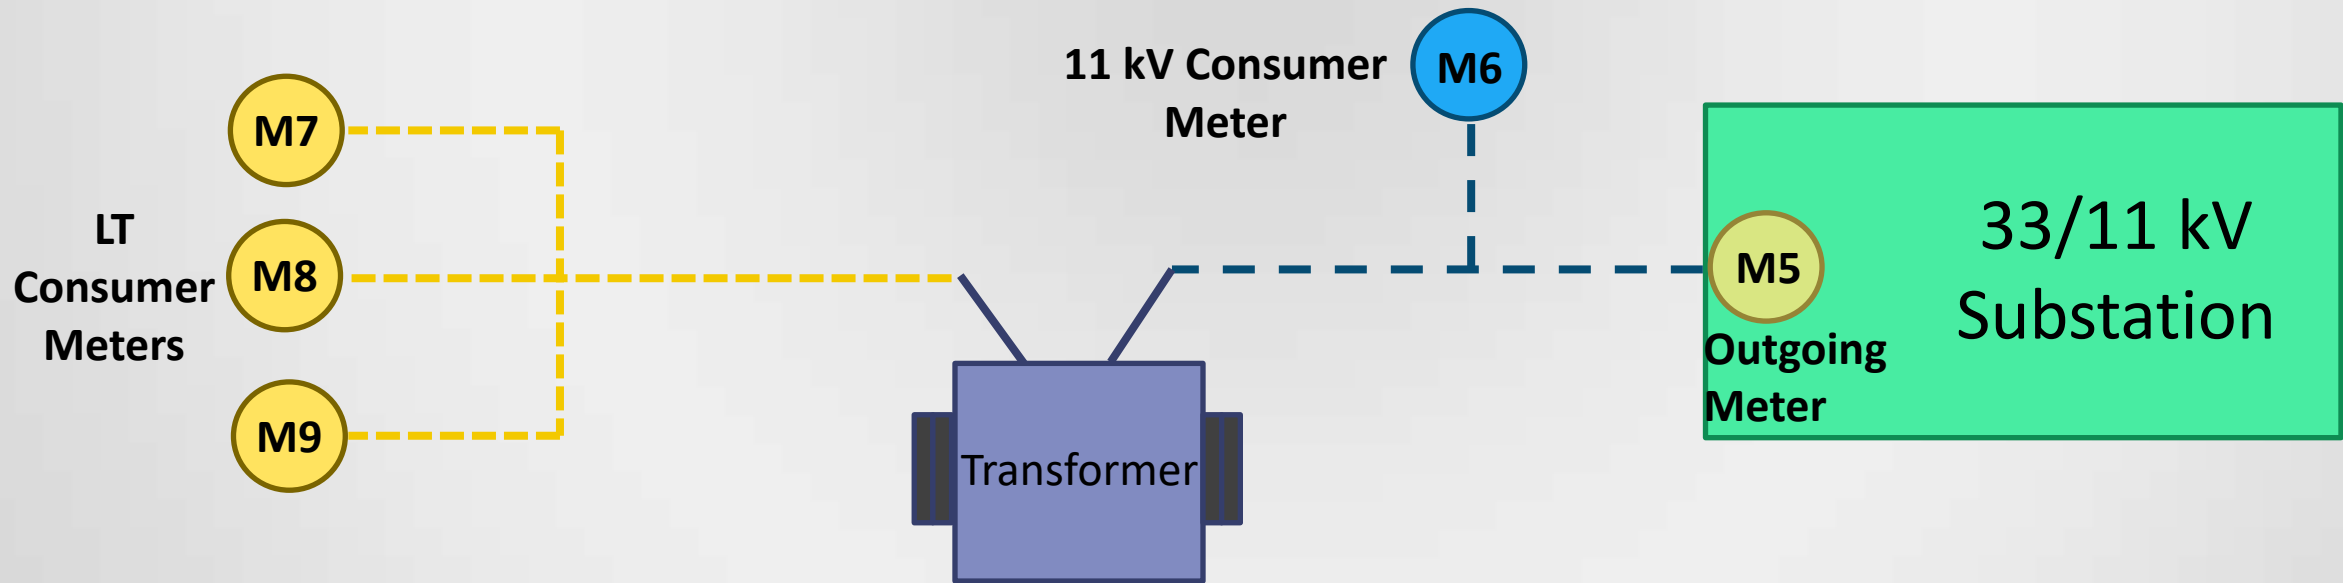 M7
LT
Consumer
Meters
M8
M9
11 kV Consumer
Meter
M6
Transformer
M5
Outgoing
Meter
33/11 kV
Substation